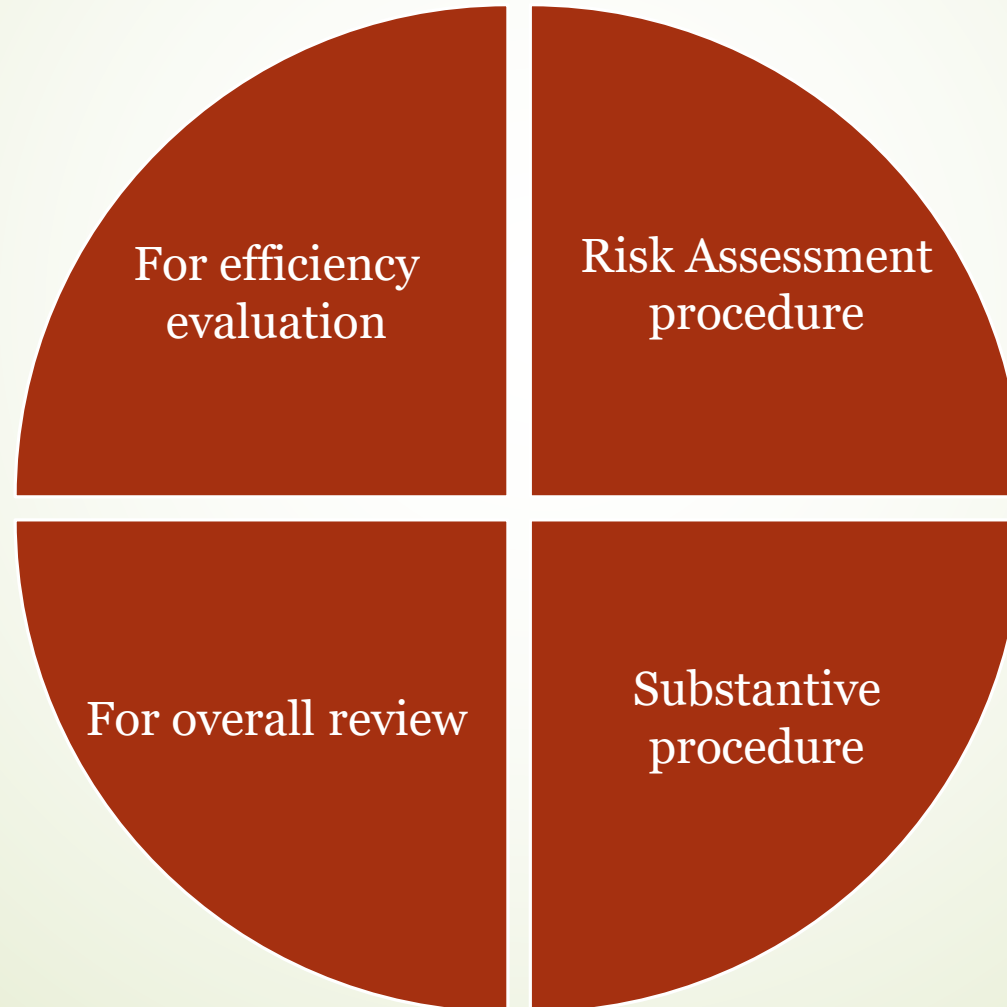 For efficiency
evaluation
Risk Assessment
procedure
For overall review
Substantive
procedure